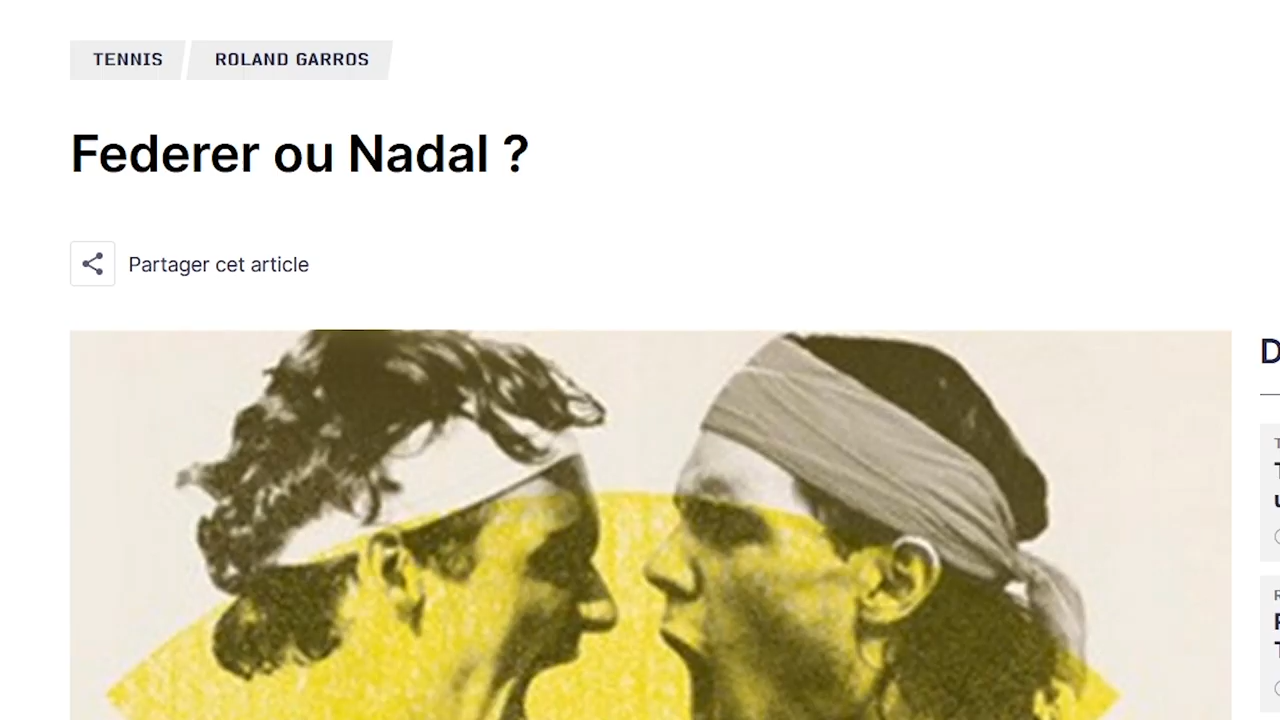 TENNIS ROLAND GARROS
Federer ou Nadal ?
Partager cet article